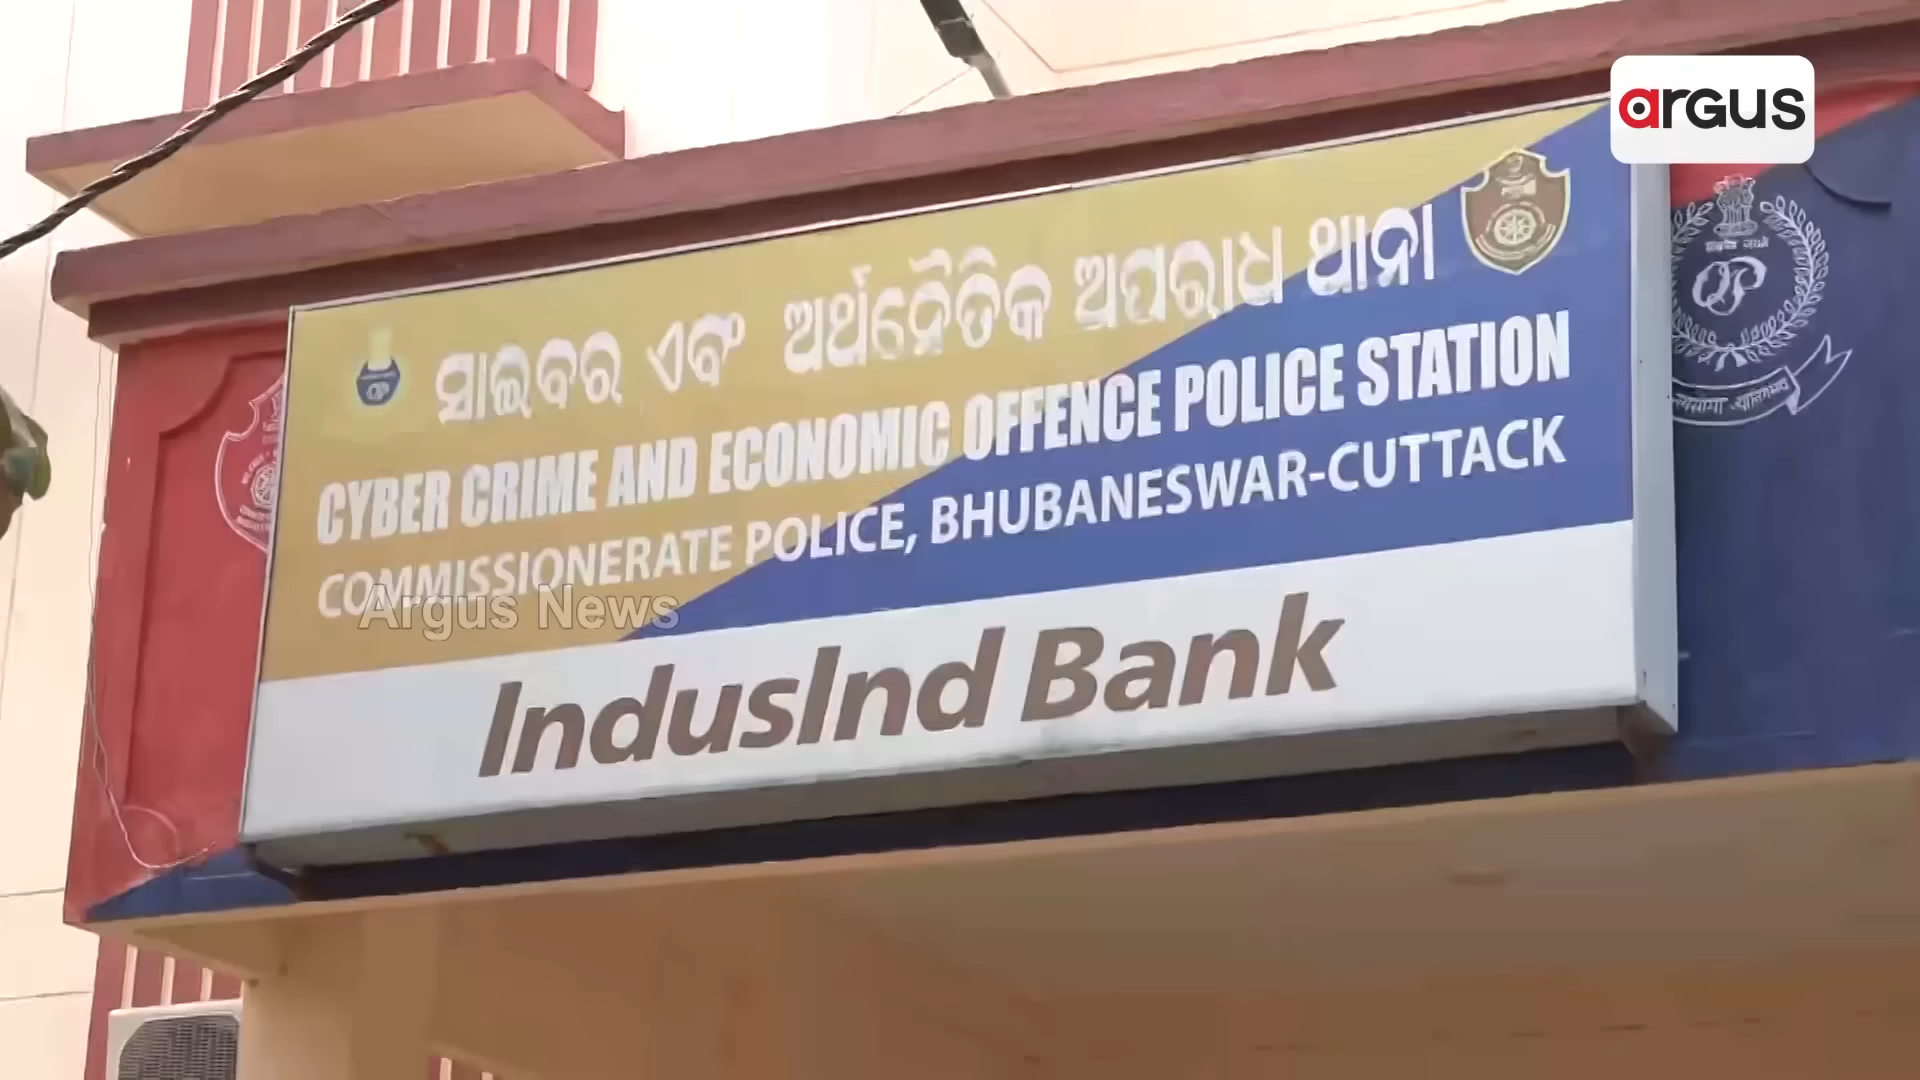 argus
ସାଇବର ଏବଂ ଅର୍ଥନୈତିକ ଅପରାଧ ଥାନା
CYBER CRIME AND ECONOMIC OFFENCE POLICE STATION
COMMISSIONERATE POLICE, BHUBANESWAR-CUTTACK
Argus News
IndusInd Bank